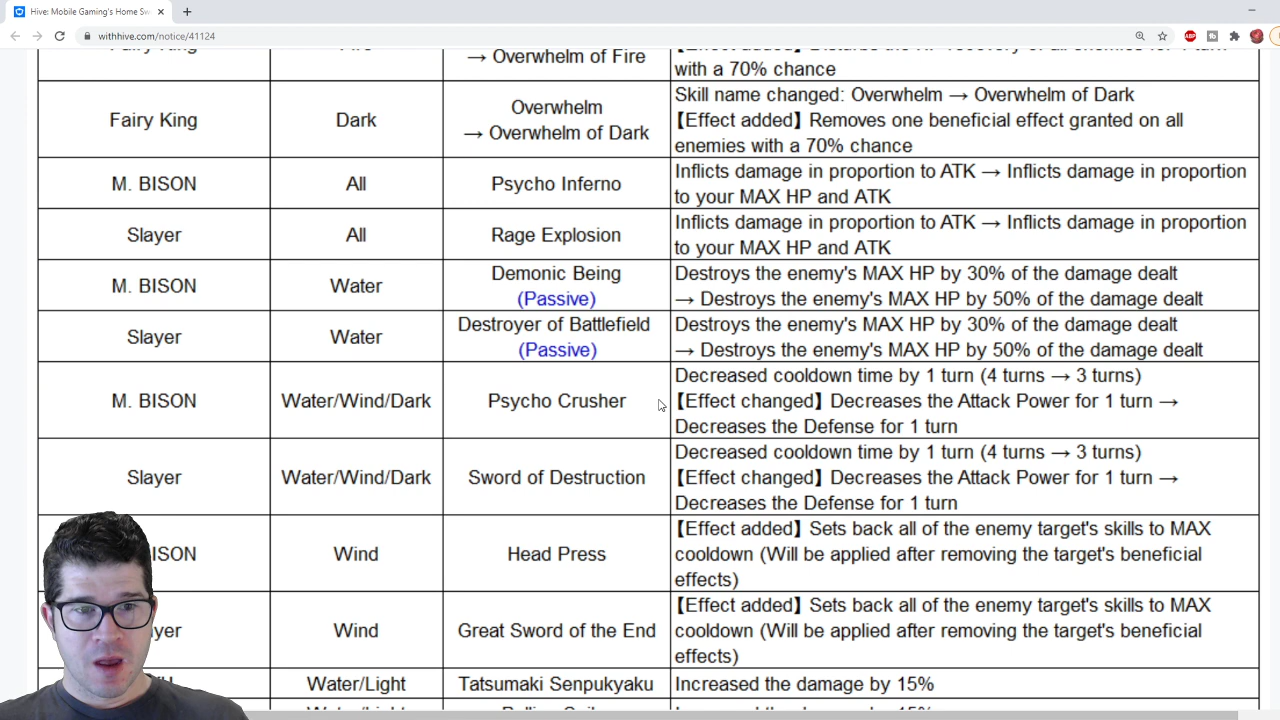 Hive: Mobile Gaming's Home Sw
withhive.com/notice/41124
ABP
→ Overwhelm of Fire
with a 70% chance
Fairy King
Dark
Overwhelm
→ Overwhelm of Dark
Skill name changed: Overwhelm → Overwhelm of Dark
【Effect added】 Removes one beneficial effect granted on all
enemies with a 70% chance
M. BISON
All
Psycho Inferno
Inflicts damage in proportion to ATK → Inflicts damage in proportion
to your MAX HP and ATK
Slayer
All
Rage Explosion
Inflicts damage in proportion to ATK → Inflicts damage in proportion
to your MAX HP and ATK
M. BISON
Water
Demonic Being
(Passive)
Destroys the enemy's MAX HP by 30% of the damage dealt
→ Destroys the enemy's MAX HP by 50% of the damage dealt
Slayer
Water
Destroyer of Battlefield
(Passive)
Destroys the enemy's MAX HP by 30% of the damage dealt
→ Destroys the enemy's MAX HP by 50% of the damage dealt
M. BISON
Water/Wind/Dark
Psycho Crusher
Decreased cooldown time by 1 turn (4 turns → 3 turns)
【Effect changed】 Decreases the Attack Power for 1 turn →
Decreases the Defense for 1 turn
Slayer
Water/Wind/Dark
Sword of Destruction
Decreased cooldown time by 1 turn (4 turns → 3 turns)
【Effect changed】 Decreases the Attack Power for 1 turn →
Decreases the Defense for 1 turn
ISON
Wind
Head Press
【Effect added】 Sets back all of the enemy target's skills to MAX
cooldown (Will be applied after removing the target's beneficial
effects)
yer
Wind
Great Sword of the End
【Effect added】 Sets back all of the enemy target's skills to MAX
cooldown (Will be applied after removing the target's beneficial
effects)
Water/Light
Tatsumaki Senpukyaku
Increased the damage by 15%